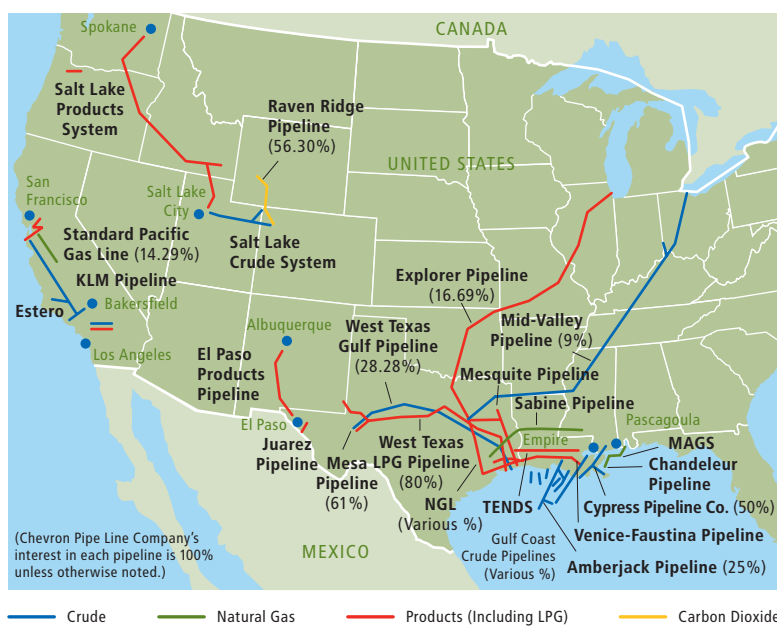 CANADA
Spokane
Salt Lake
Products
System
Raven Ridge
Pipeline
(56.30%)
UNITED STATES
San
Francisco
Salt Lake
City
Standard Pacific
Gas Line (14.29%)
Salt Lake
Crude System
KLM Pipeline
Explorer Pipeline
(16.69%)
Estero
Bakersfield
Albuquerque
West Texas
Gulf Pipeline
(28.28%)
Mid-Valley
Pipeline (9%)
Los Angeles
El Paso
Products
Pipeline
Mesquite Pipeline
Sabine Pipeline
El Paso
Empire
Pascagoula
Juarez
Pipeline
Mesa
Pipeline
(61%)
West Texas
LPG Pipeline
(80%)
MAGS
Chandeleur
Pipeline
NGL
(Various %)
TENDS
Cypress Pipeline Co. (50%)
Gulf Coast
Crude Pipelines
(Various %)
Venice-Faustina Pipeline
Amberjack Pipeline (25%)
(Chevron Pipe Line Company's
interest in each pipeline is 100%
unless otherwise noted.)
MEXICO
Crude
Natural Gas
Products (Including LPG)
Carbon Dioxide